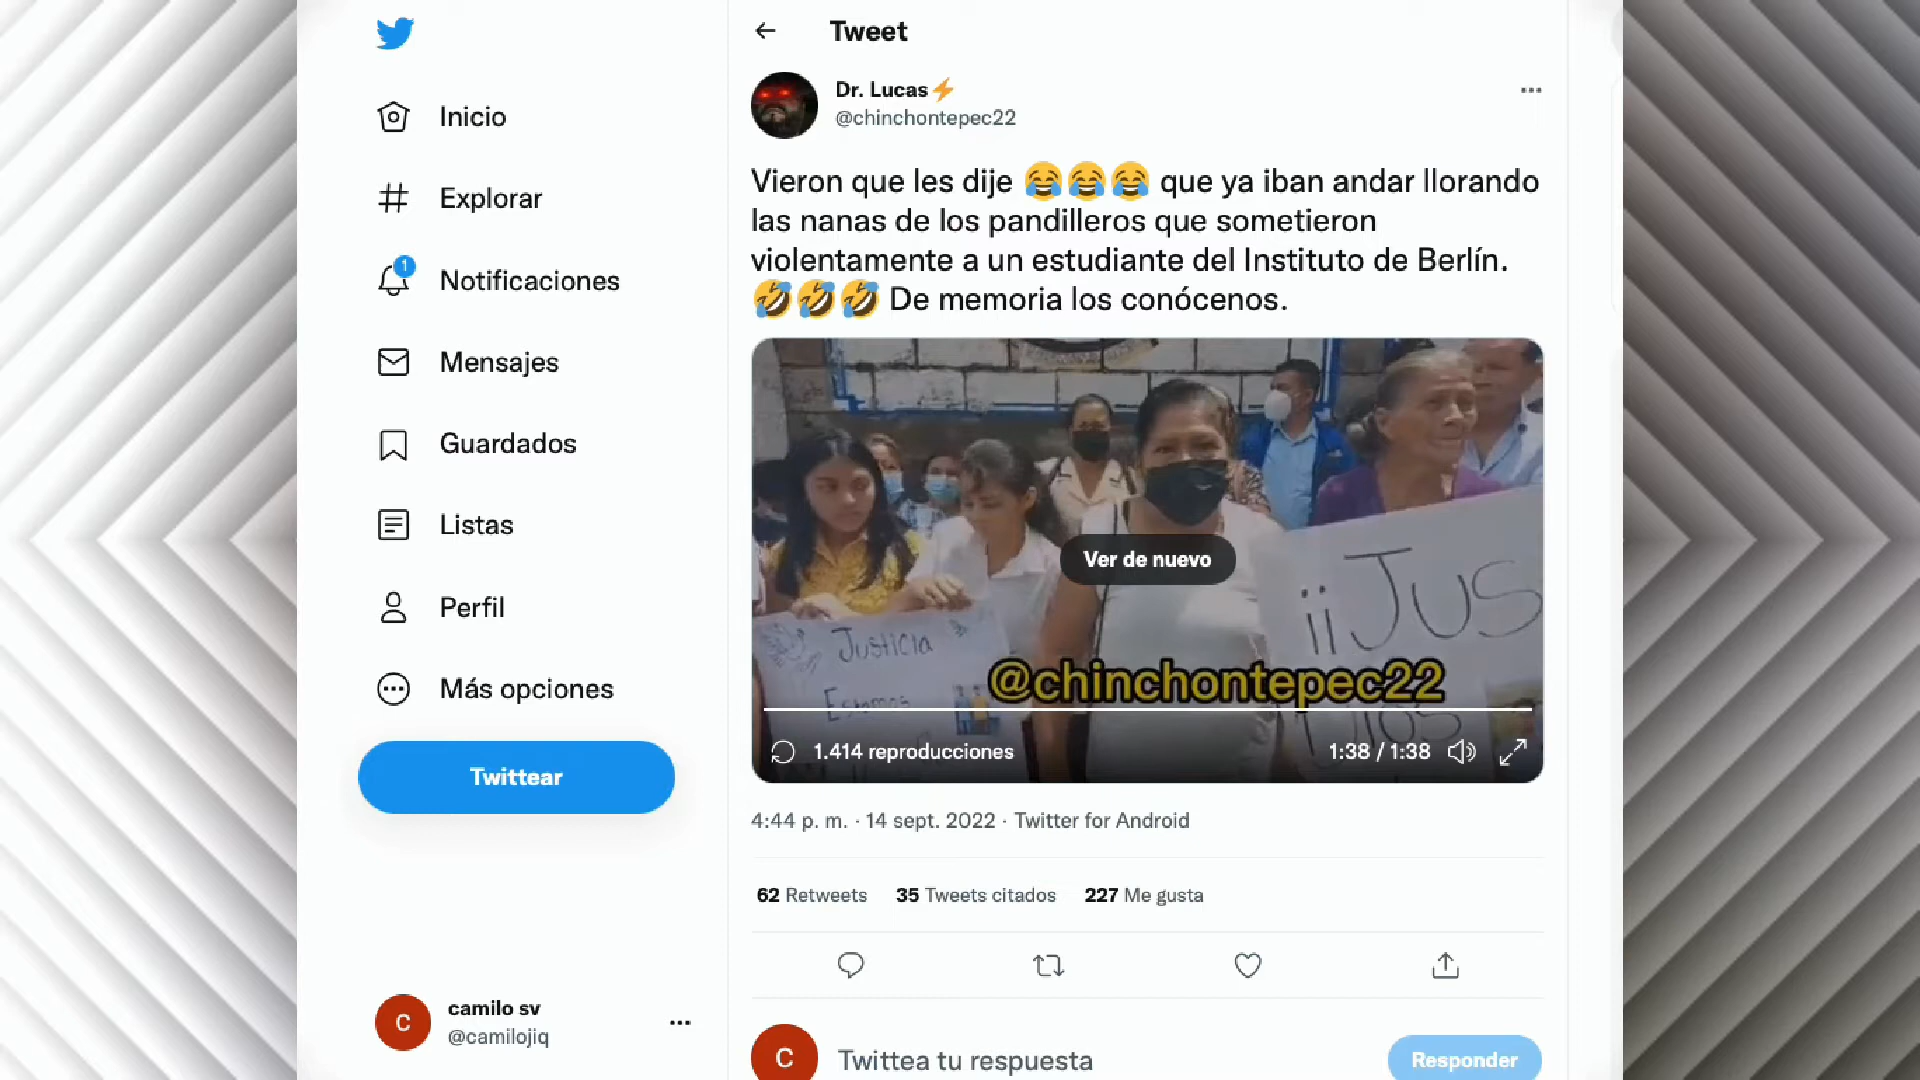 Tweet
Dr. Lucas⚡
@chinchontepec22
Inicio
Explorar
1
Notificaciones
Mensajes
Guardados
Listas
Perfil
Más opciones
Twittear
camilo sv
@camilojiq
C
Vieron que les dije 😂😂😂 que ya iban andar llorando
las nanas de los pandilleros que sometieron
violentamente a un estudiante del Instituto de Berlín.
🤣🤣🤣 De memoria los conócenos.
Ver de nuevo
Justicia
Estamos
¡¡Jus
@chinchontepec22
1.414 reproducciones
1:38 / 1:38
4:44 p. m. · 14 sept. 2022 · Twitter for Android
62 Retweets 35 Tweets citados 227 Me gusta
C
Twittea tu respuesta
Responder